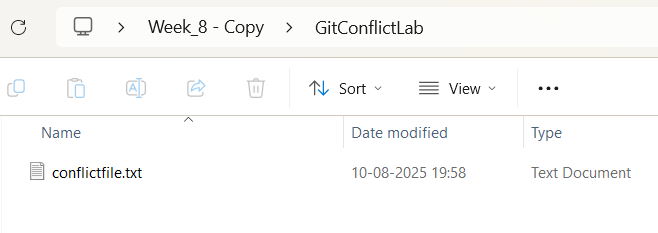 Week_8 - Copy GitConflictLab
Sort View
Name Date modified Type
conflictfile.txt 10-08-2025 19:58 Text Document